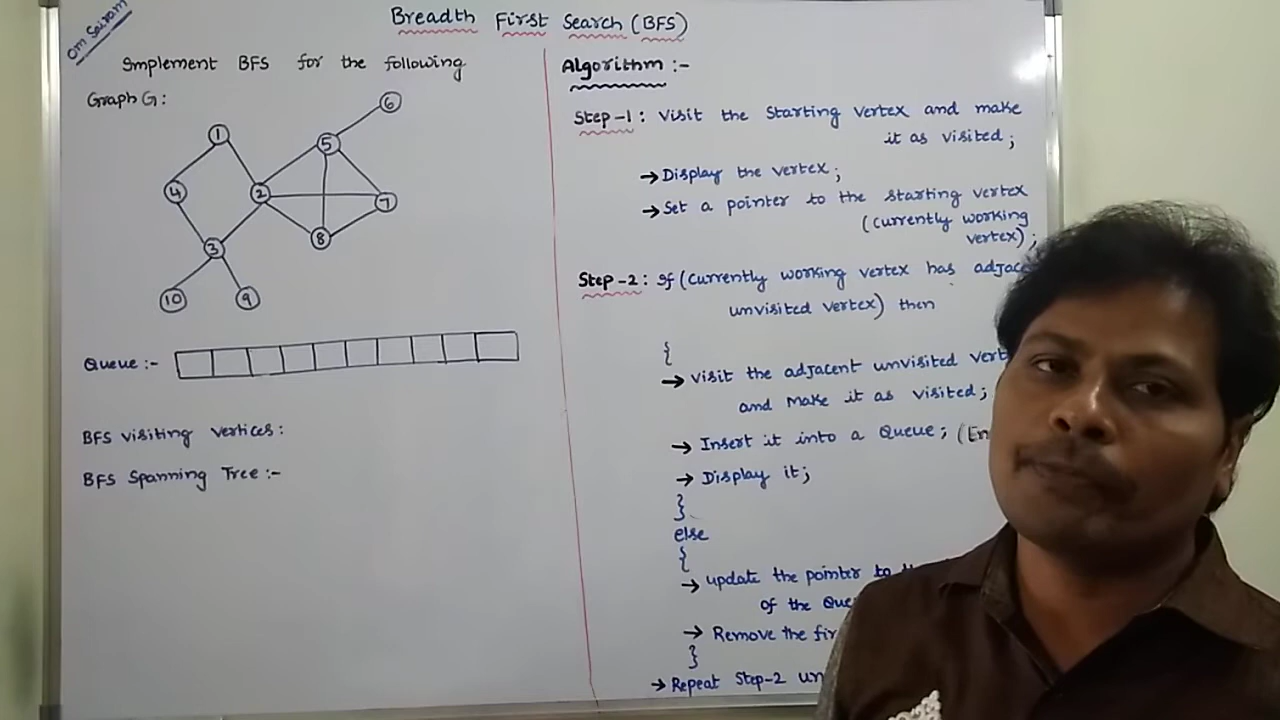 Om Sairam
Breadth First Search (BFS)
Implement BFS for the following
Graph G:
6
1
5
4
2
7
8
3
10
9
Queue :-
BFS visiting vertices:
BFS Spanning Tree :-
Algorithm :-
Step-1: Visit the Starting vertex and make
it as visited;
→ Display the vertex;
→ Set a pointer to the starting vertex
(currently working
vertex);
Step-2: If (currently working vertex has
unvisited vertex) then
{
→ visit the adjacent unvisited
and make it as visited;
→ Insert it into a Queue;
→ Display it;
}
else
{
→ update the pointer to
of the
→ Remove the
}
→ Repeat Step-2